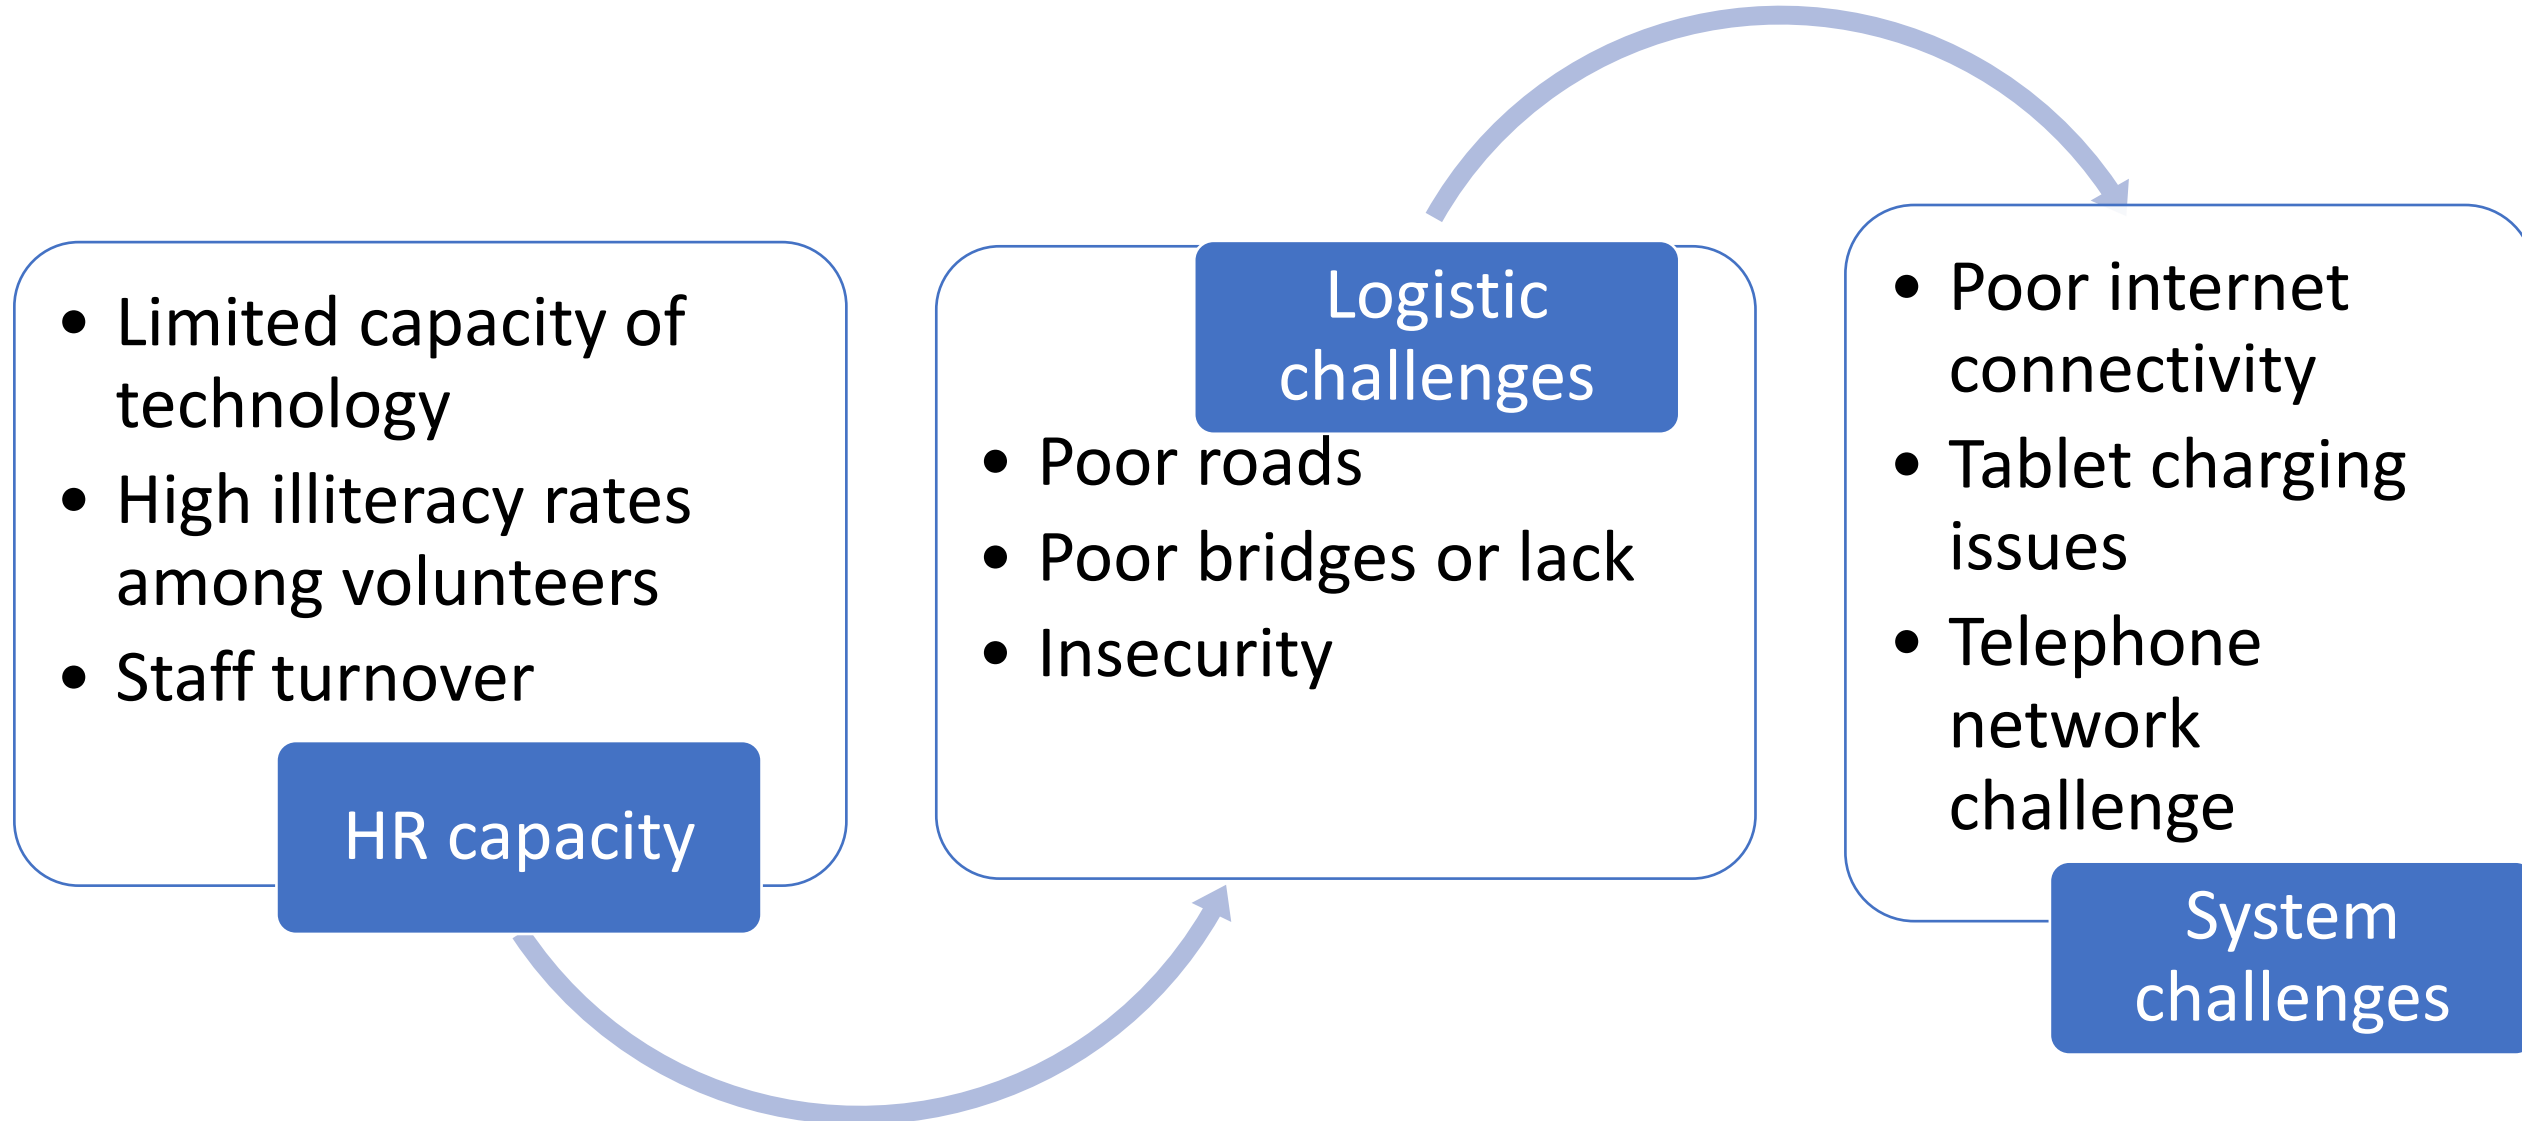 • Limited capacity of
technology
• High illiteracy rates
among volunteers
• Staff turnover
HR capacity
Logistic
challenges
• Poor roads
• Poor bridges or lack
• Insecurity
• Poor internet
connectivity
• Tablet charging
issues
• Telephone
network
challenge
System
challenges